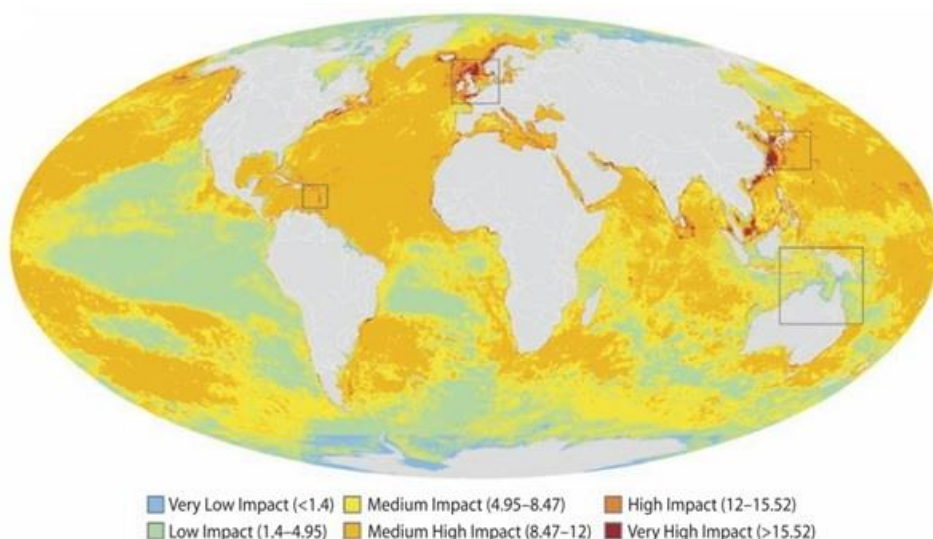 Very Low Impact (<1.4) Medium Impact (4.95–8.47) High Impact (12–15.52)
Low Impact (1.4–4.95) Medium High Impact (8.47–12) Very High Impact (>15.52)